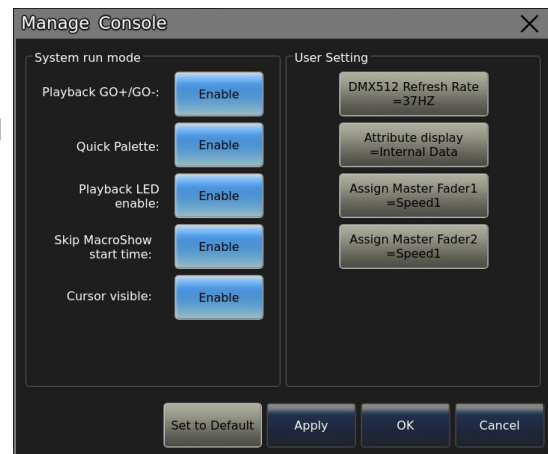 Manage Console
System run mode
Playback GO+/GO-:
Enable
Quick Palette:
Enable
Playback LED
enable:
Enable
Skip MacroShow
start time:
Enable
Cursor visible:
Enable
User Setting
DMX512 Refresh Rate
=37HZ
Attribute display
=Internal Data
Assign Master Fader1
=Speed1
Assign Master Fader2
=Speed1
Set to Default
Apply
OK
Cancel